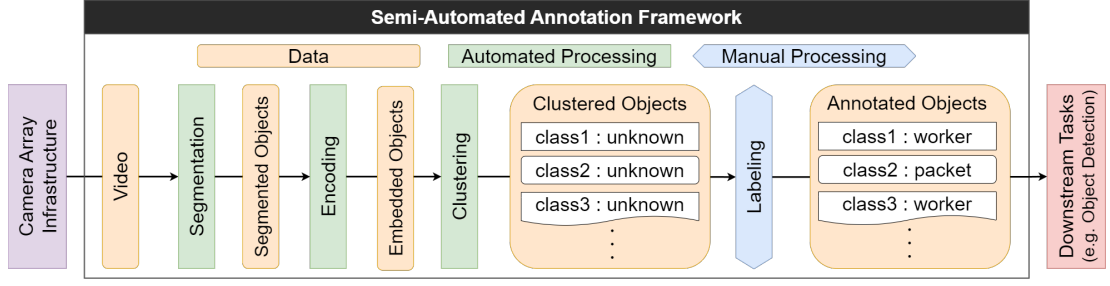 Semi-Automated Annotation Framework
Data
Automated Processing
Manual Processing
Camera Array
Infrastructure
Video
Segmentation
Segmented Objects
Encoding
Embedded Objects
Clustering
Clustered Objects
class1 : unknown
class2 : unknown
class3 : unknown
Labeling
Annotated Objects
class1 : worker
class2 : packet
class3 : worker
Downstream Tasks
(e.g. Object Detection)